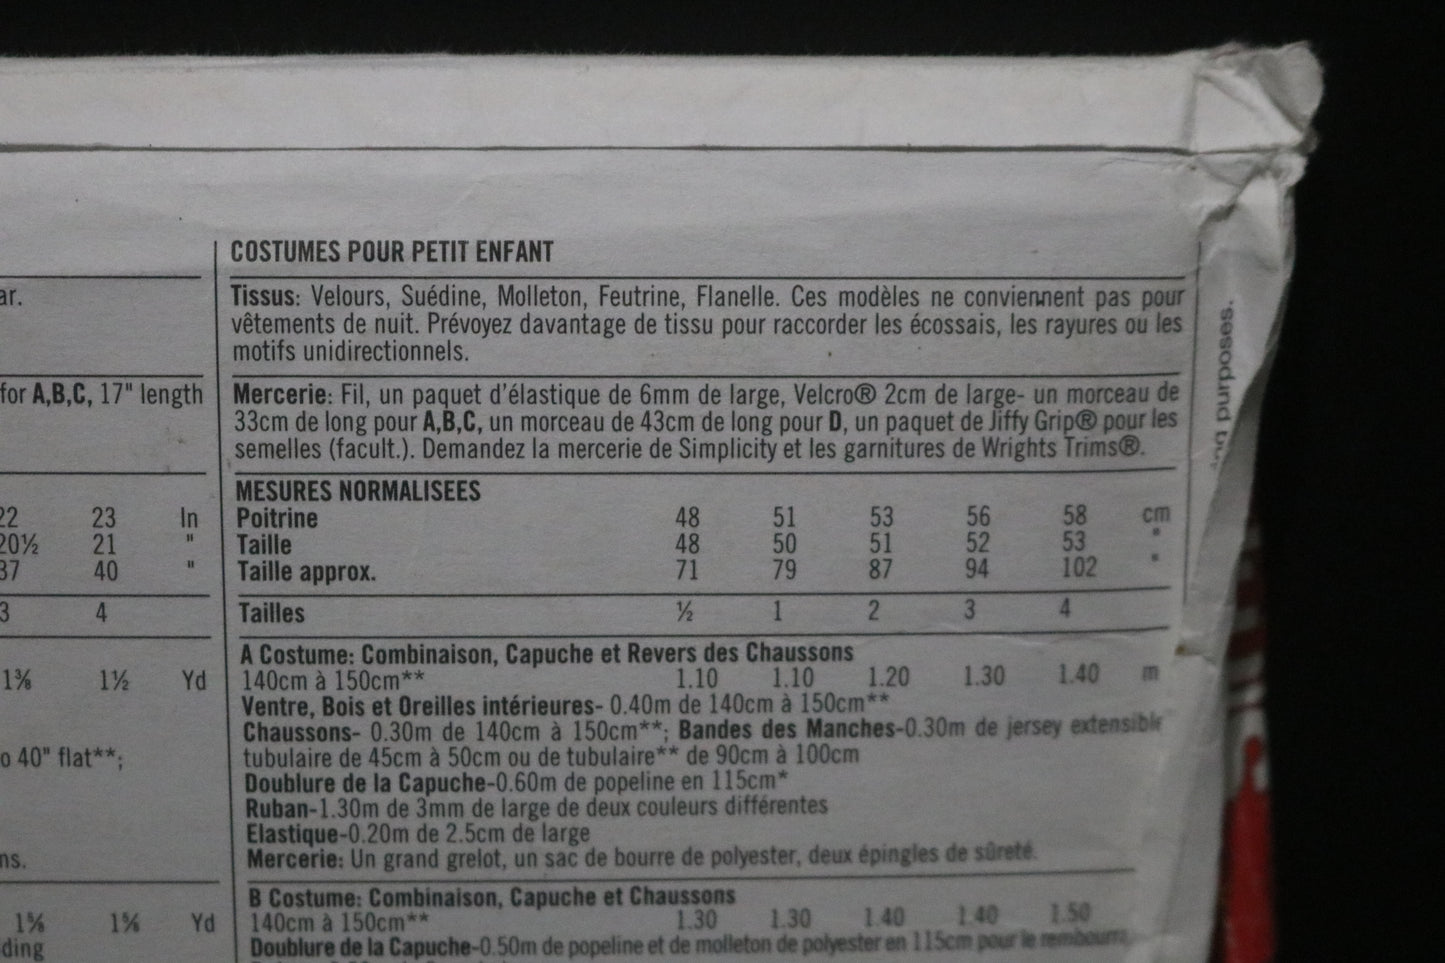 COSTUMES POUR PETIT ENFANT
ar.
Tissus: Velours, Suédine, Molleton, Feutrine, Flanelle. Ces modèles ne conviennent pas pour
vêtements de nuit. Prévoyez davantage de tissu pour raccorder les écossais, les rayures ou les
motifs unidirectionnels.
for A,B,C, 17" length
Mercerie: Fil, un paquet d'élastique de 6mm de large, Velcro® 2cm de large- un morceau de
33cm de long pour A,B,C, un morceau de 43cm de long pour D, un paquet de Jiffy Grip® pour les
semelles (facult.). Demandez la mercerie de Simplicity et les garnitures de Wrights Trims®.
MESURES NORMALISEES
22 23 In
Poitrine 48 51 53 56 58 cm
20½ 21 "
Taille 48 50 51 52 53 "
37 40 "
Taille approx. 71 79 87 94 102 "
3 4
Tailles ½ 1 2 3 4
A Costume: Combinaison, Capuche et Revers des Chaussons
1⅜ 1½ Yd
140cm à 150cm** 1.10 1.10 1.20 1.30 1.40 m
Ventre, Bois et Oreilles intérieures- 0.40m de 140cm à 150cm**
Chaussons- 0.30m de 140cm à 150cm**; Bandes des Manches-0.30m de jersey extensible
o 40" flat**;
tubulaire de 45cm à 50cm ou de tubulaire** de 90cm à 100cm
Doublure de la Capuche-0.60m de popeline en 115cm*
Ruban-1.30m de 3mm de large de deux couleurs différentes
Elastique-0.20m de 2.5cm de large
ns.
Mercerie: Un grand grelot, un sac de bourre de polyester, deux épingles de sûreté.
B Costume: Combinaison, Capuche et Chaussons
1⅝ 1⅝ Yd
140cm à 150cm** 1.30 1.30 1.40 1.40 1.50
ding
Doublure de la Capuche-0.50m de popeline et de molleton de polyester en 115cm pour le
purposes.